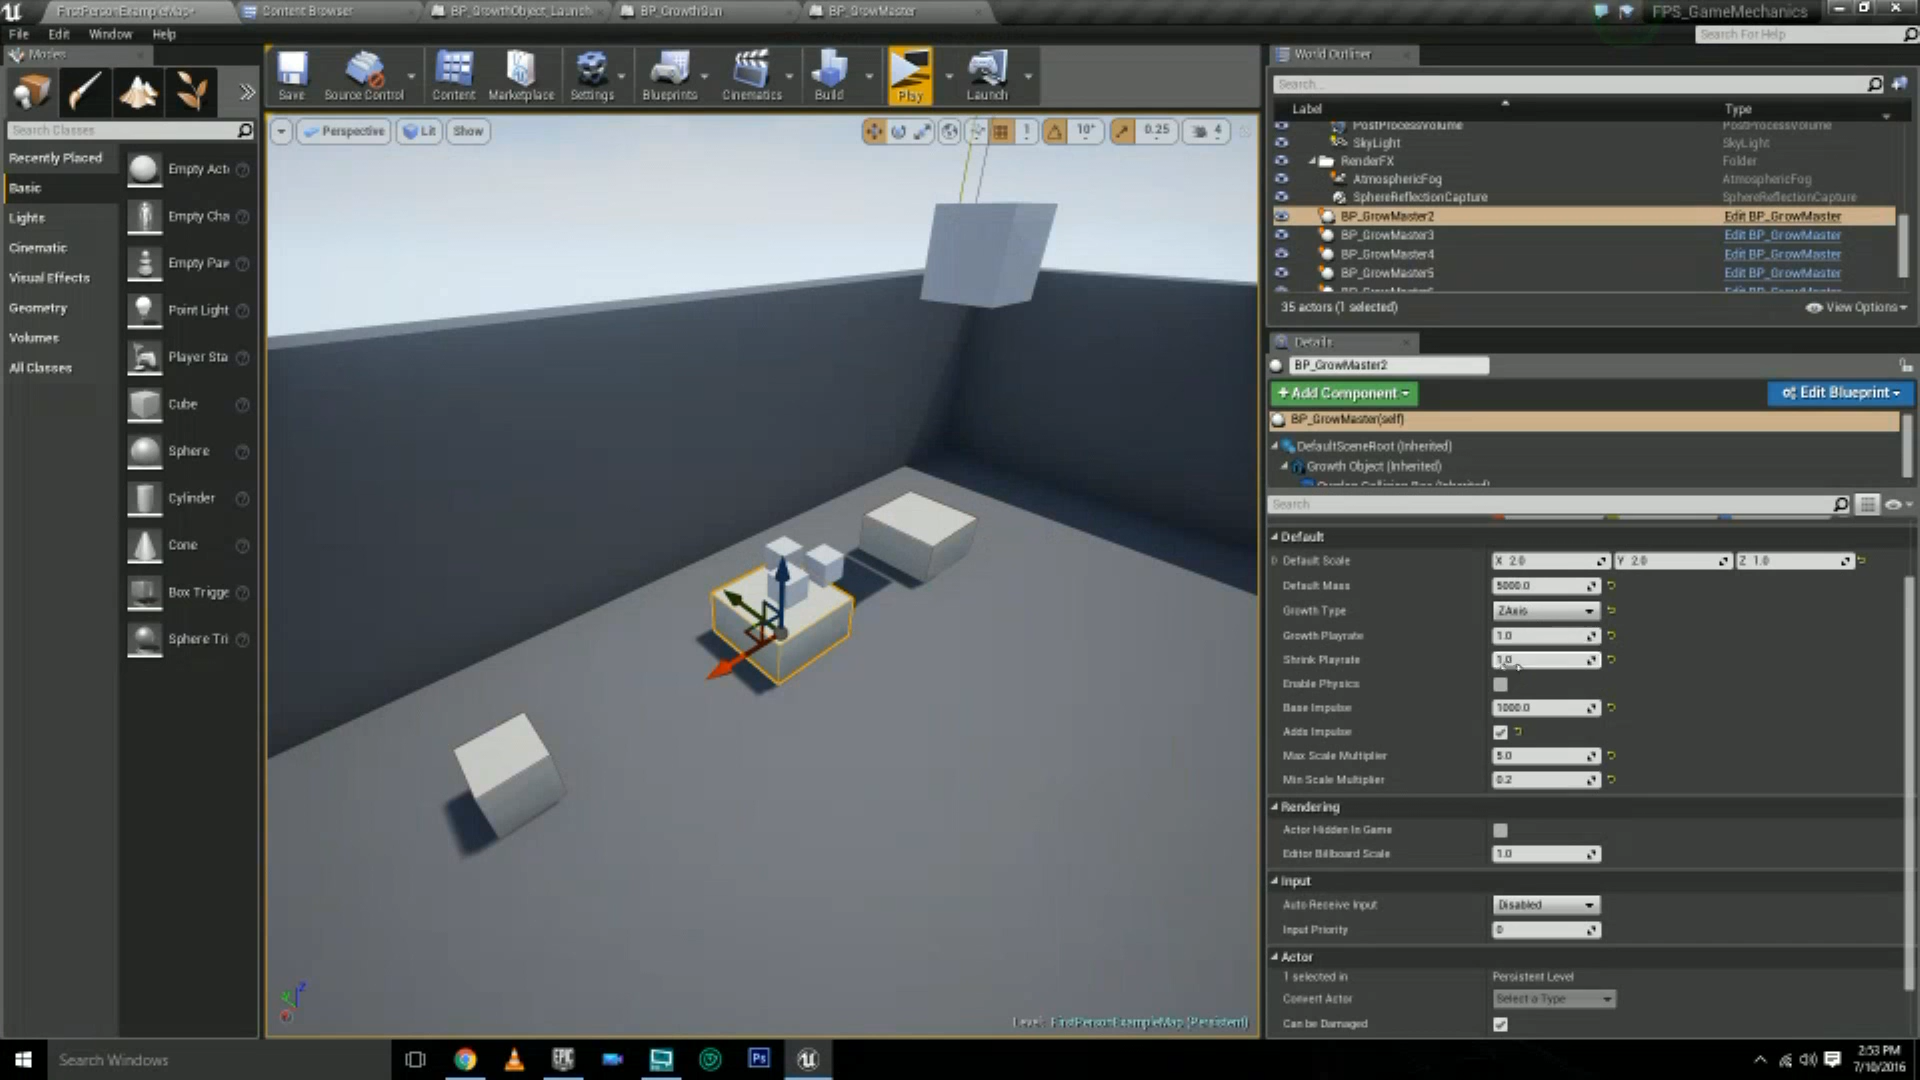 FirstPersonExampleMap*
Content Browser
BP_GrowthObject_Launch
BP_GrowthGun
BP_GrowMaster
FPS_GameMechanics
File Edit Window Help
Search For Help
Modes
Search Classes
Recently Placed
Basic
Lights
Cinematic
Visual Effects
Geometry
Volumes
All Classes
Empty Acti
Empty Cha
Empty Paw
Point Light
Player Sta
Cube
Sphere
Cylinder
Cone
Box Trigge
Sphere Tri
Save
Source Control
Content
Marketplace
Settings
Blueprints
Cinematics
Build
Play
Launch
Perspective
Lit
Show
1
10°
0.25
4
Level: FirstPersonExampleMap (Persistent)
World Outliner
Search...
Label Type
PostProcessVolume PostProcessVolume
SkyLight SkyLight
RenderFX Folder
AtmosphericFog AtmosphericFog
SphereReflectionCapture SphereReflectionCapture
BP_GrowMaster2 Edit BP_GrowMaster
BP_GrowMaster3 Edit BP_GrowMaster
BP_GrowMaster4 Edit BP_GrowMaster
BP_GrowMaster5 Edit BP_GrowMaster
35 actors (1 selected)
View Options
Details
BP_GrowMaster2
+Add Component
Edit Blueprint
BP_GrowMaster(self)
DefaultSceneRoot (Inherited)
Growth Object (Inherited)
Overlap Collision Box (Inherited)
Search
Default
Default Scale X 2.0 Y 2.0 Z 1.0
Default Mass 5000.0
Growth Type ZAxis
Growth Playrate 1.0
Shrink Playrate 1.0
Enable Physics
Base Impulse 1000.0
Adds Impulse
Max Scale Multiplier 5.0
Min Scale Multiplier 0.2
Rendering
Actor Hidden In Game
Editor Billboard Scale 1.0
Input
Auto Receive Input Disabled
Input Priority 0
Actor
1 selected in Persistent Level
Convert Actor Select a Type
Can be Damaged
Search Windows
EPIC
Ps
2:53 PM
7/10/2016